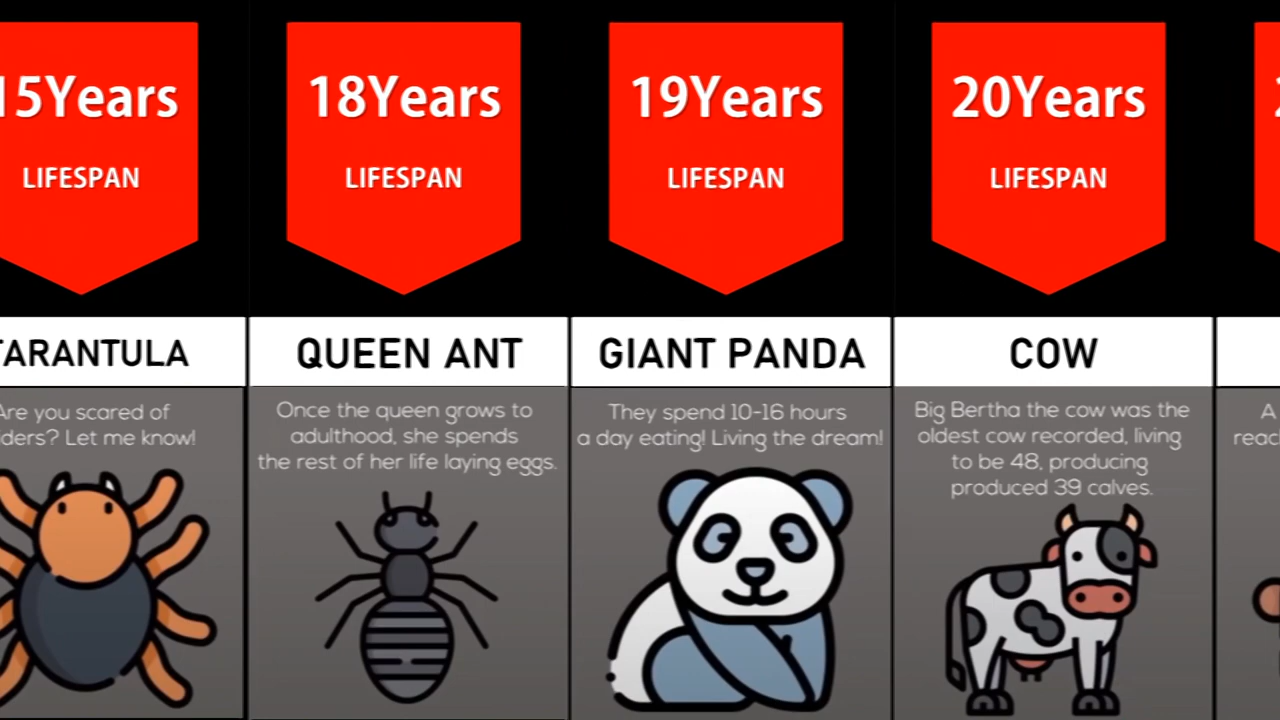 15Years
LIFESPAN
TARANTULA
Are you scared of
iders? Let me know!
18Years
LIFESPAN
QUEEN ANT
Once the queen grows to
adulthood, she spends
the rest of her life laying eggs.
19Years
LIFESPAN
GIANT PANDA
They spend 10-16 hours
a day eating! Living the dream!
20Years
LIFESPAN
COW
Big Bertha the cow was the
oldest cow recorded, living
to be 48, producing
produced 39 calves.
A
reac